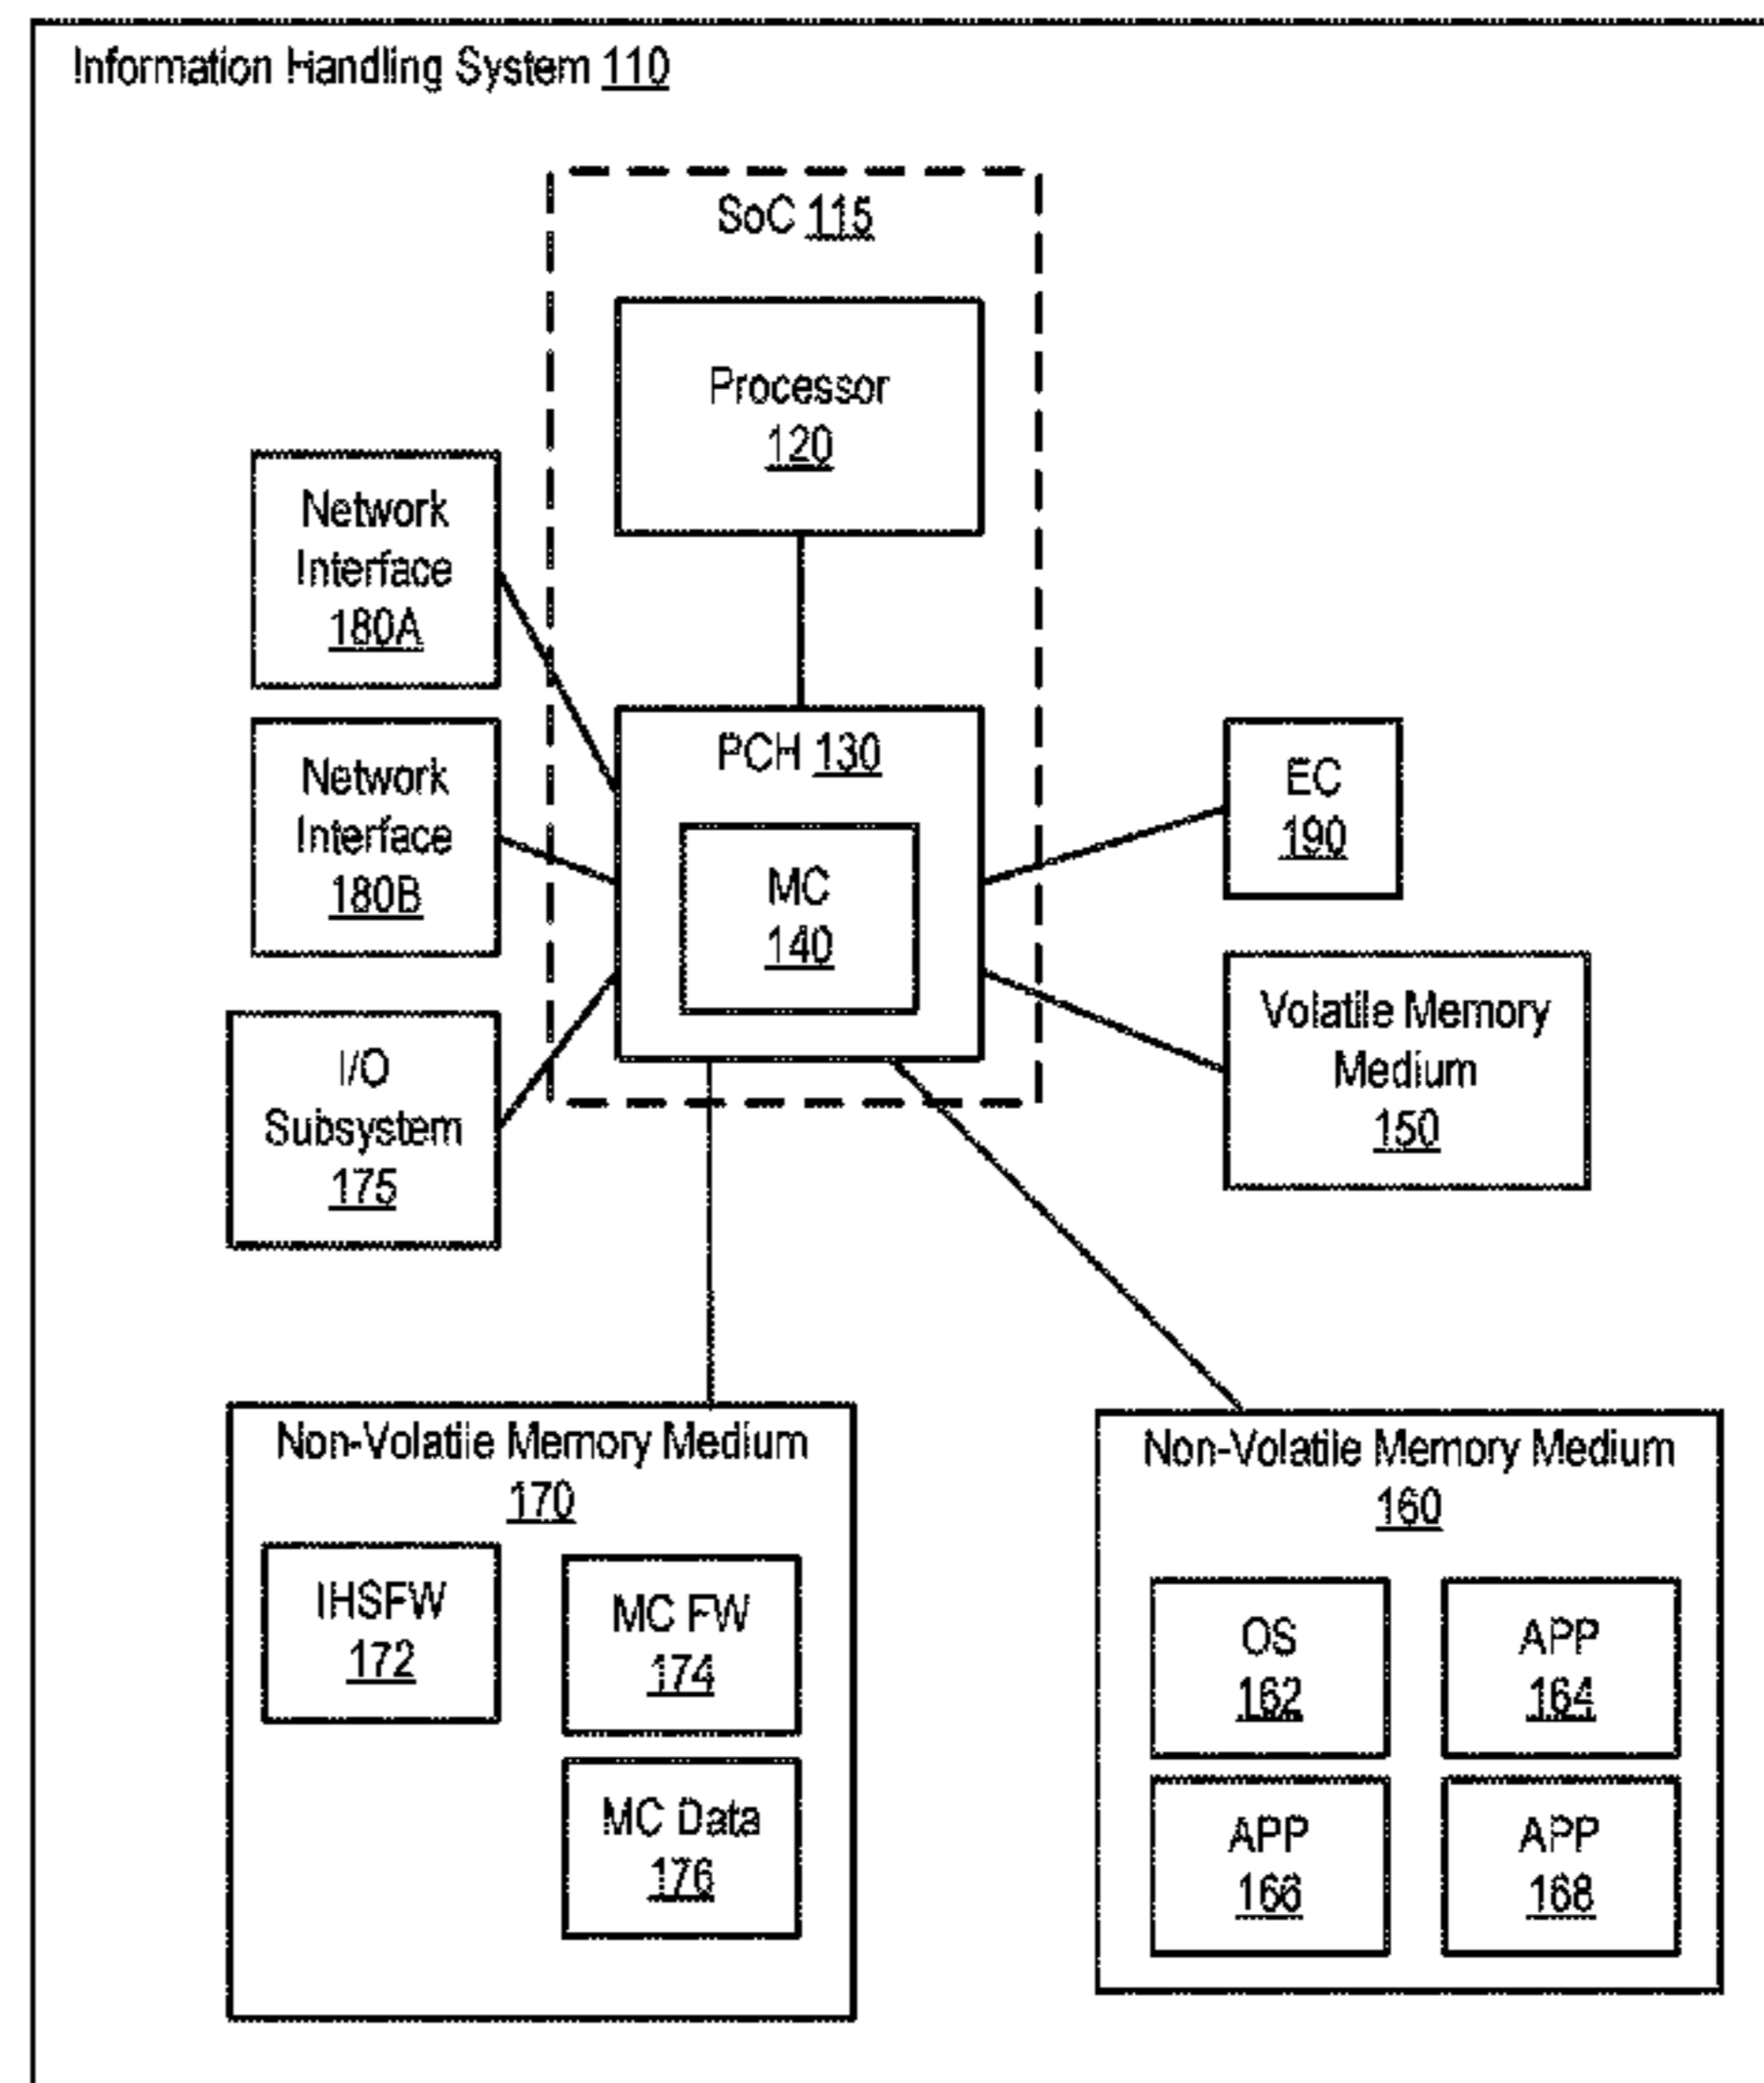 Information Handling System 110
SoC 115
Processor
120
Network
Interface
180A
Network
Interface
180B
I/O
Subsystem
175
PCH 130
MC
140
EC
190
Volatile Memory
Medium
150
Non-Volatile Memory Medium
170
IHSFW
172
MC FW
174
MC Data
176
Non-Volatile Memory Medium
160
OS
162
APP
164
APP
166
APP
168